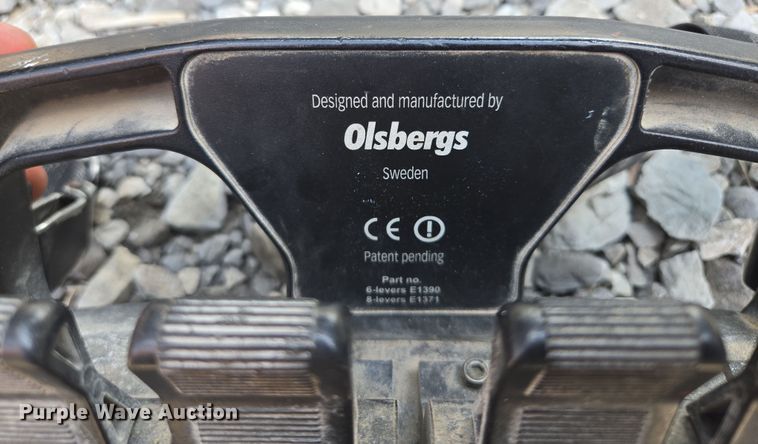 Designed and manufactured by
Olsbergs
Sweden
CE
Patent pending
Part no.
6-levers E1390
8-levers E1371
Purple Wave Auction